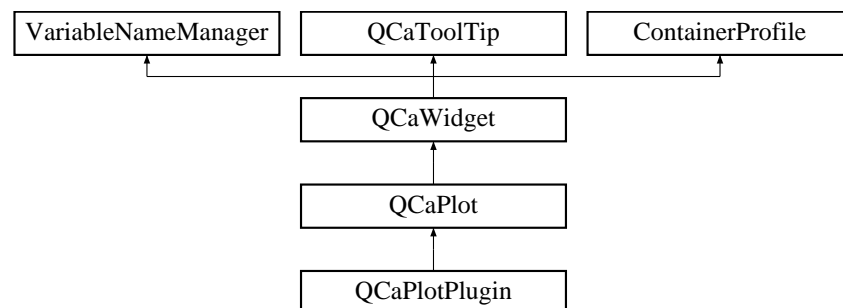 VariableNameManager
QCaToolTip
ContainerProfile
QCaWidget
QCaPlot
QCaPlotPlugin